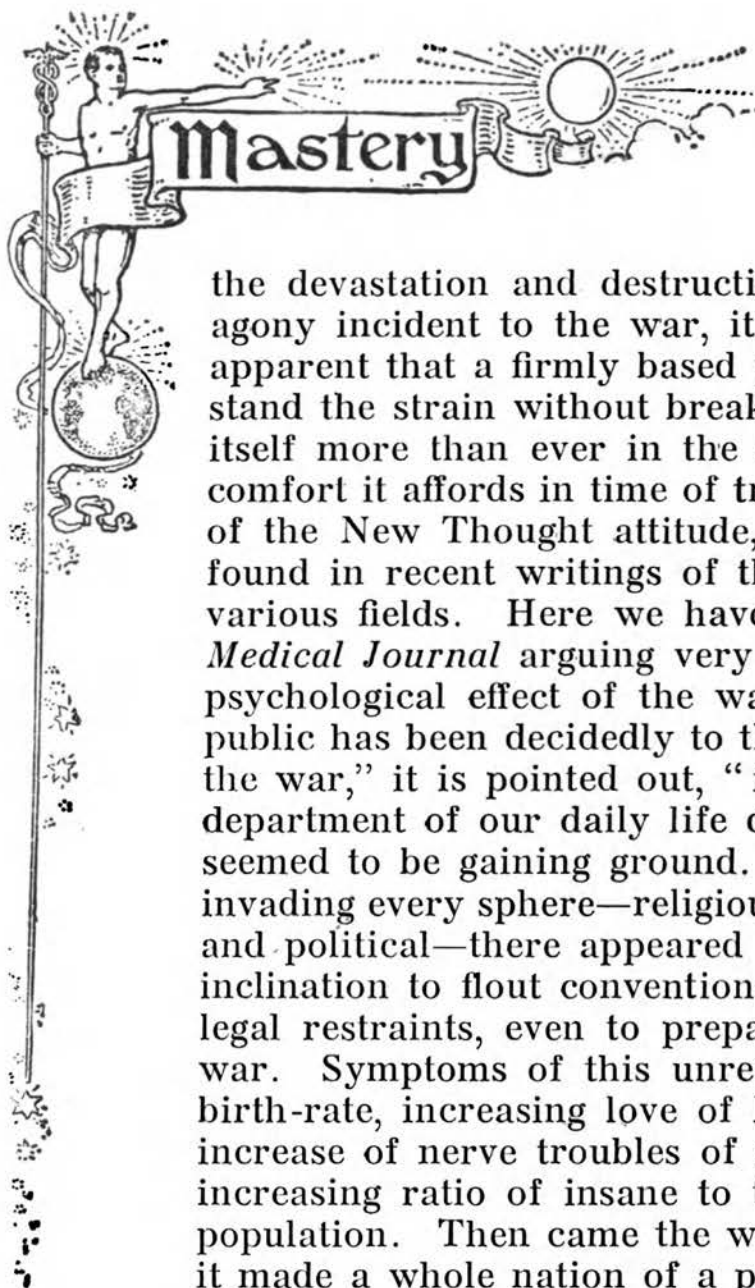 Mastery
the devastation and destructi
agony incident to the war, it
apparent that a firmly based
stand the strain without break
itself more than ever in the
comfort it affords in time of tr
of the New Thought attitude,
found in recent writings of th
various fields. Here we have
Medical Journal arguing very
psychological effect of the wa
public has been decidedly to th
the war,” it is pointed out, “
department of our daily life
seemed to be gaining ground.
invading every sphere—religiou
and political—there appeared
inclination to flout convention
legal restraints, even to prepa
war. Symptoms of this unre
birth-rate, increasing love of
increase of nerve troubles of
increasing ratio of insane to
population. Then came the w
it made a whole nation of a